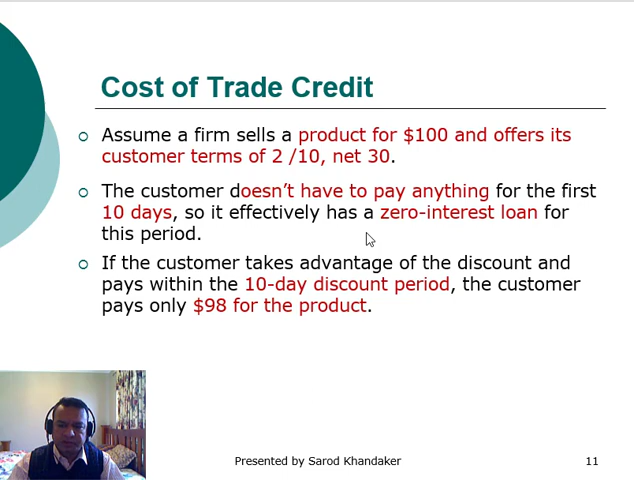 Cost of Trade Credit
Assume a firm sells a product for $100 and offers its
customer terms of 2 /10, net 30.
The customer doesn't have to pay anything for the first
10 days, so it effectively has a zero-interest loan for
this period.
If the customer takes advantage of the discount and
pays within the 10-day discount period, the customer
pays only $98 for the product.
Presented by Sarod Khandaker
11